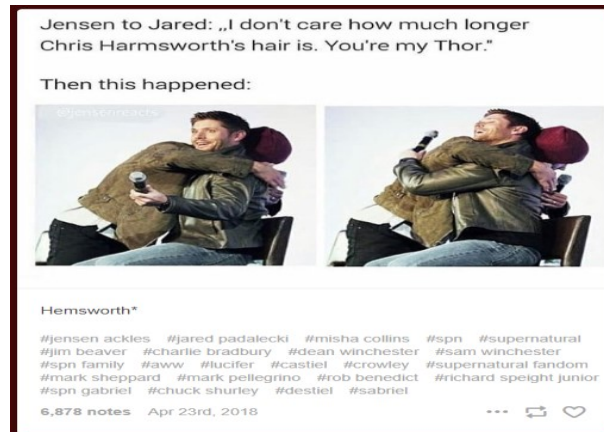 Jensen to Jared: „I don't care how much longer
Chris Harmsworth's hair is. You're my Thor."
Then this happened:
@jensenreacts
Hemsworth*
#jensen ackles #jared padalecki #misha collins #spn #supernatural
#jim beaver #charlie bradbury #dean winchester #sam winchester
#spn family #aww #lucifer #castiel #crowley #supernatural fandom
#mark sheppard #mark pellegrino #rob benedict #richard speight junior
#spn gabriel #chuck shurley #destiel #sabriel
6,878 notes Apr 23rd, 2018